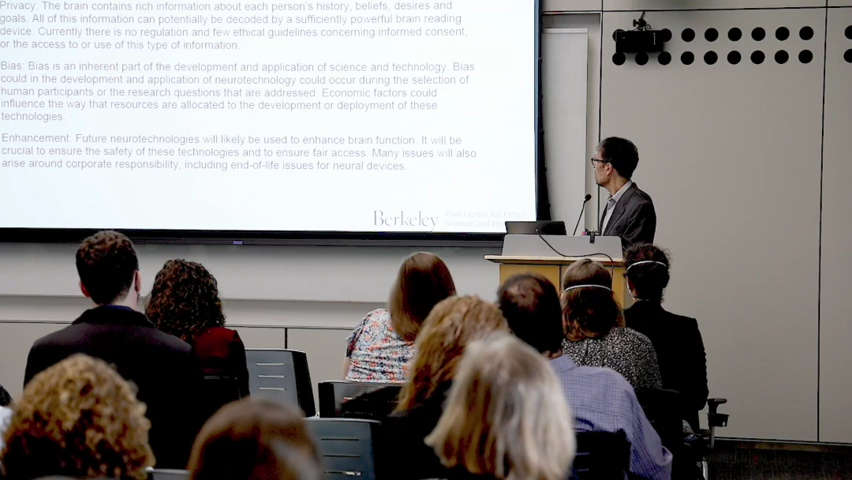 Privacy. The brain contains rich information about each person's history, beliefs, desires and
goals. All of this information can potentially be decoded by a sufficiently powerful brain reading
device. Currently there is no regulation and few ethical guidelines concerning informed consent,
or the access to or use of this type of information.
Bias: Bias is an inherent part of the development and application of science and technology. Bias
could in the development and application of neurotechnology could occur during the selection of
human participants or the research questions that are addressed. Economic factors could
influence the way that resources are allocated to the development or deployment of these
technologies.
Enhancement: Future neurotechnologies will likely be used to enhance brain function. It will be
crucial to ensure the safety of these technologies and to ensure fair access. Many issues will also
arise around corporate responsibility, including end-of-life issues for neural devices.
Berkeley
Center for Ethics,
Science, and